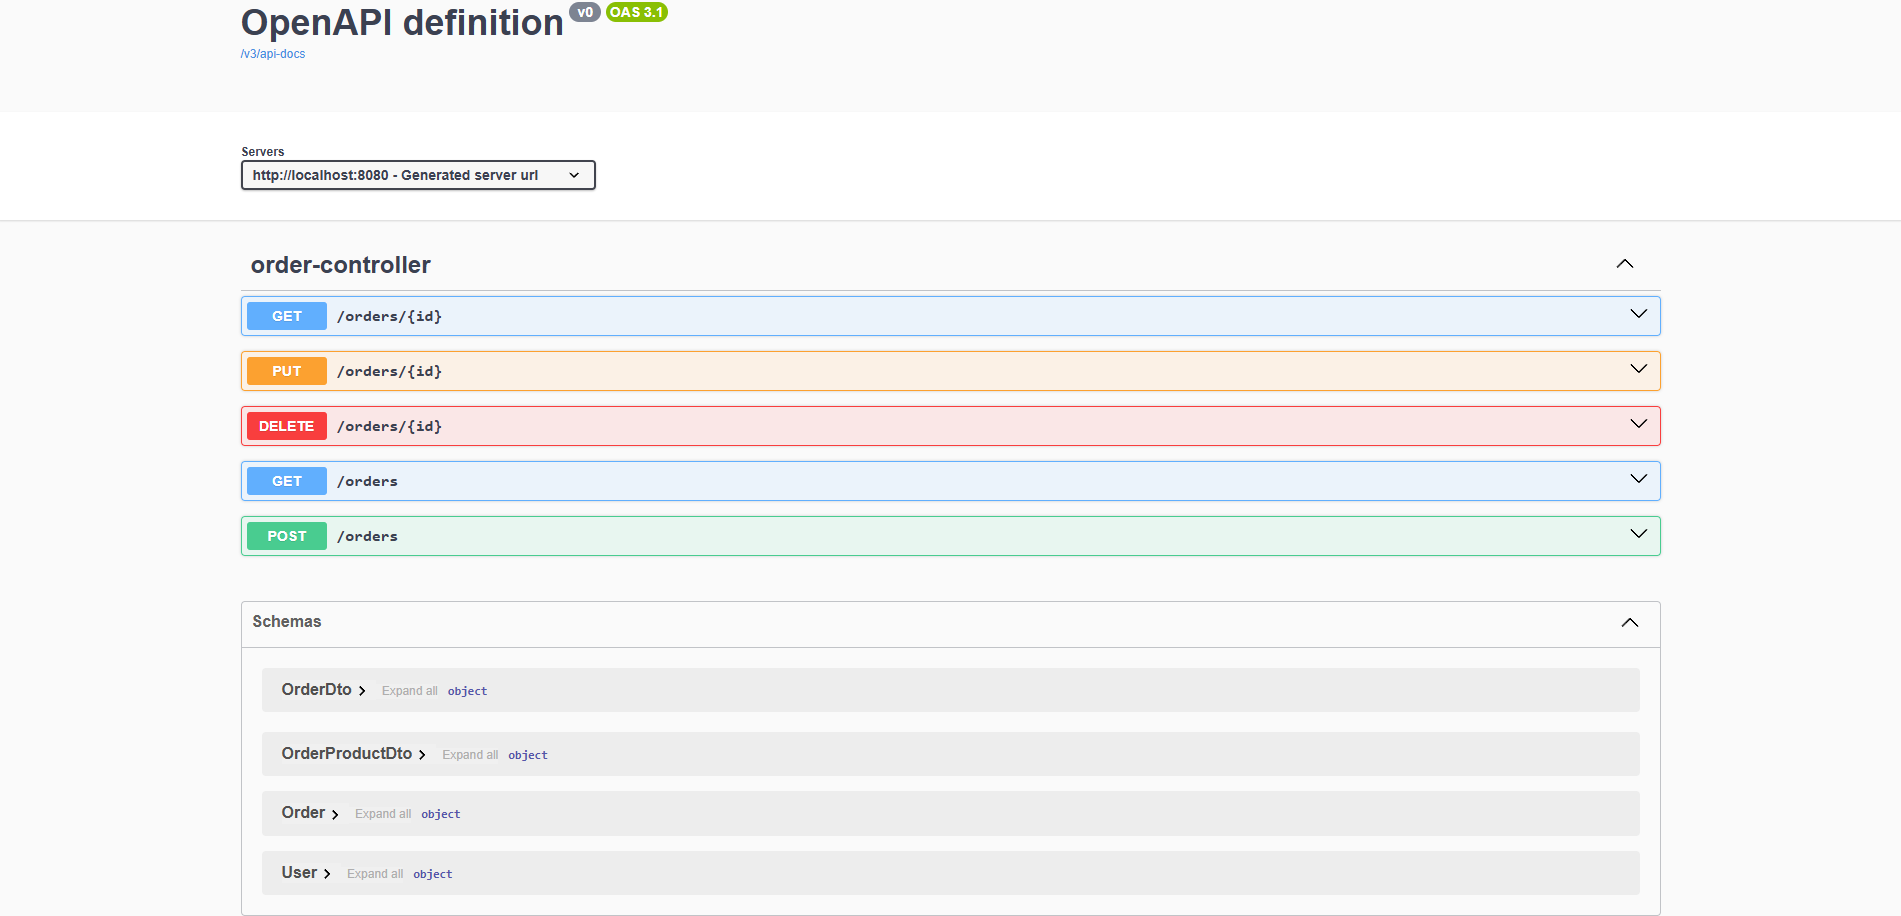 OpenAPI definition v0 OAS 3.1
/v3/api-docs
Servers
http://localhost:8080 - Generated server url
order-controller
GET /orders/{id}
PUT /orders/{id}
DELETE /orders/{id}
GET /orders
POST /orders
Schemas
OrderDto Expand all object
OrderProductDto Expand all object
Order Expand all object
User Expand all object